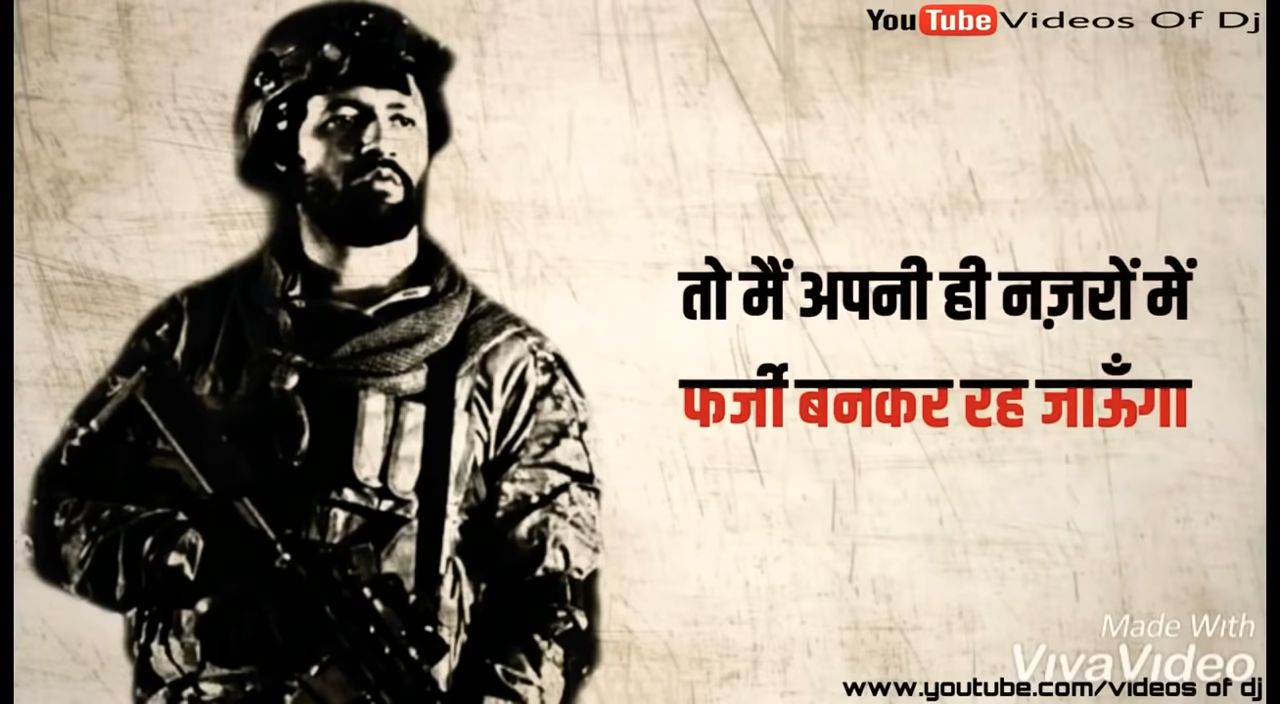 YouTube Videos Of Dj
तो मैं अपनी ही नज़रों में
फर्जी बनकर रह जाऊँगा
Made With
VivaVideo
www.youtube.com/videos of dj